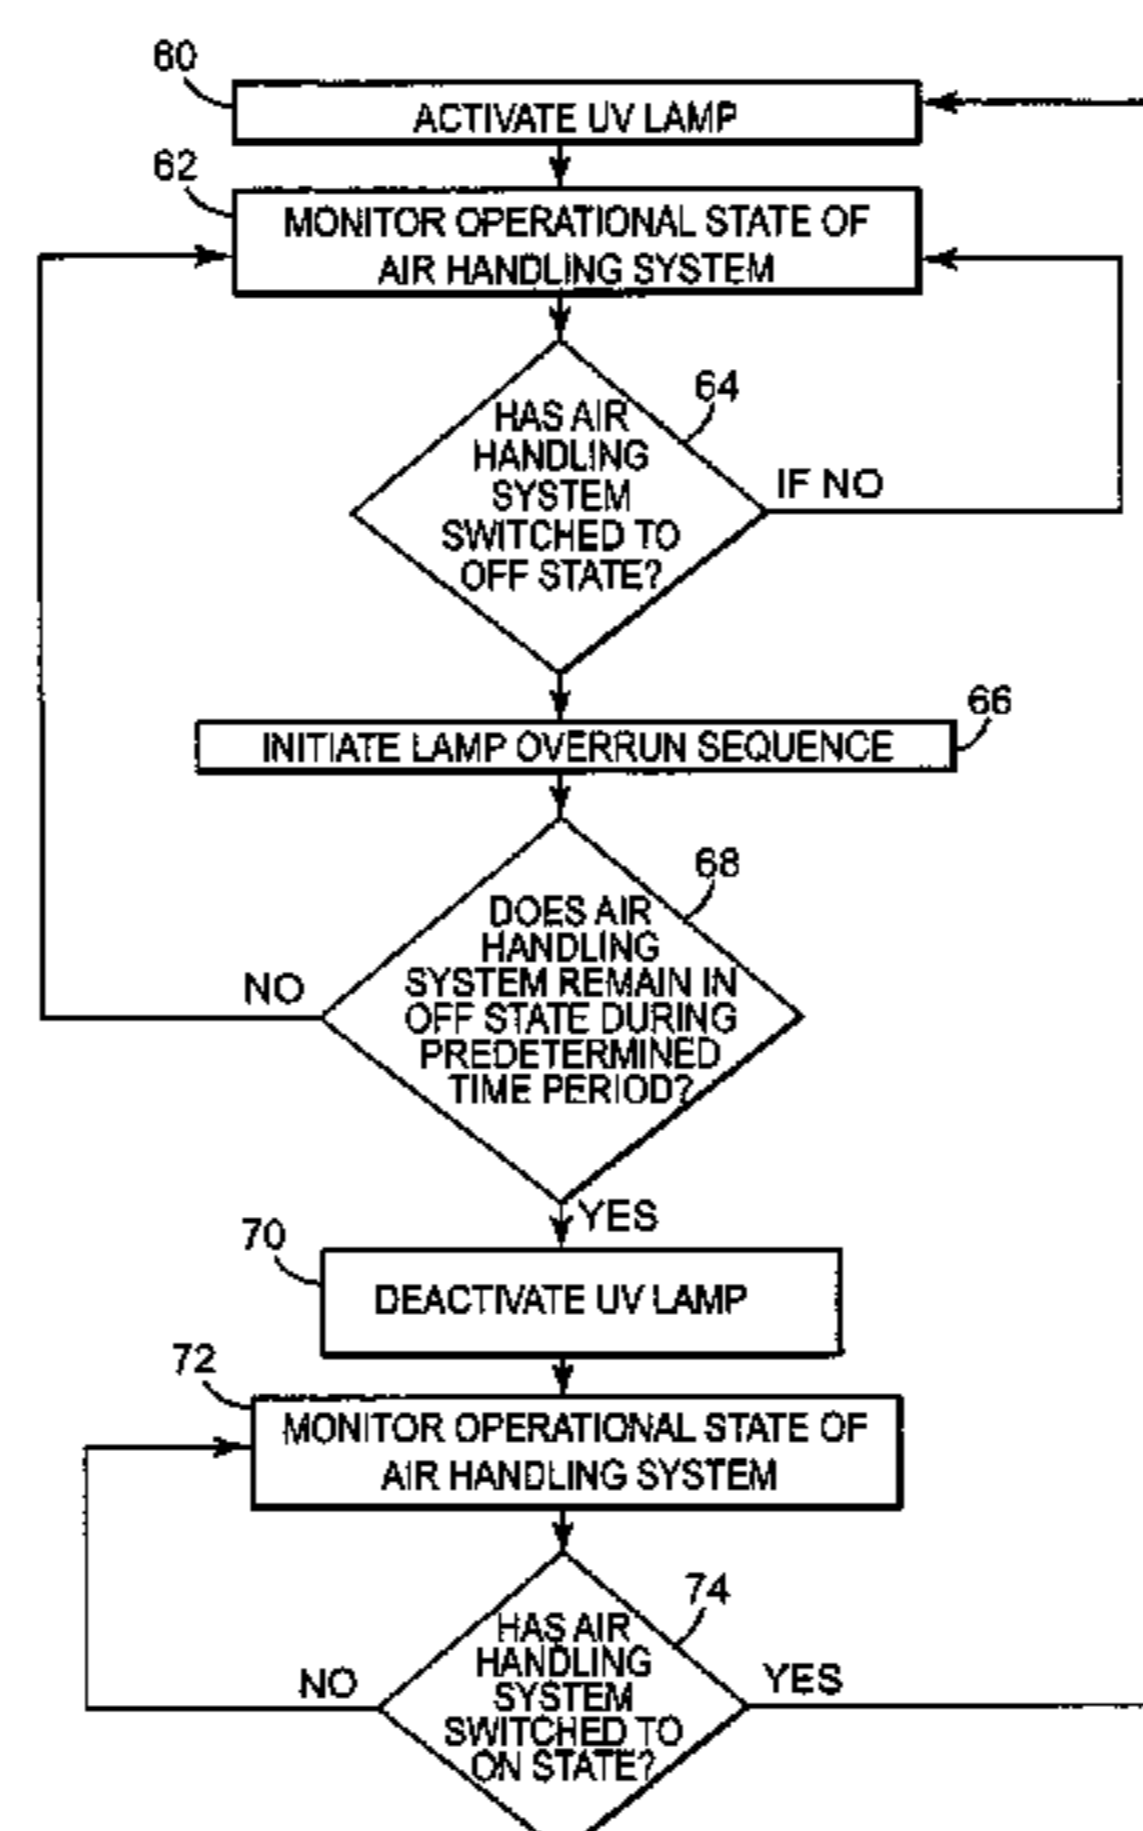 60
ACTIVATE UV LAMP
62
MONITOR OPERATIONAL STATE OF
AIR HANDLING SYSTEM
64
HAS AIR
HANDLING
SYSTEM
SWITCHED TO
OFF STATE?
IF NO
66
INITIATE LAMP OVERRUN SEQUENCE
68
DOES AIR
HANDLING
SYSTEM REMAIN IN
OFF STATE DURING
PREDETERMINED
TIME PERIOD?
NO
YES
70
DEACTIVATE UV LAMP
72
MONITOR OPERATIONAL STATE OF
AIR HANDLING SYSTEM
74
HAS AIR
HANDLING
SYSTEM
SWITCHED TO
ON STATE?
NO
YES